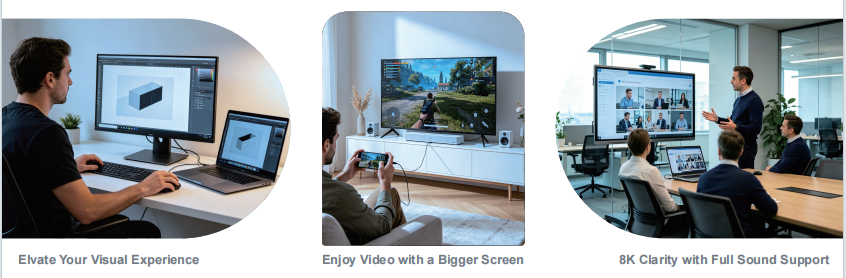 Elvate Your Visual Experience
Enjoy Video with a Bigger Screen
8K Clarity with Full Sound Support